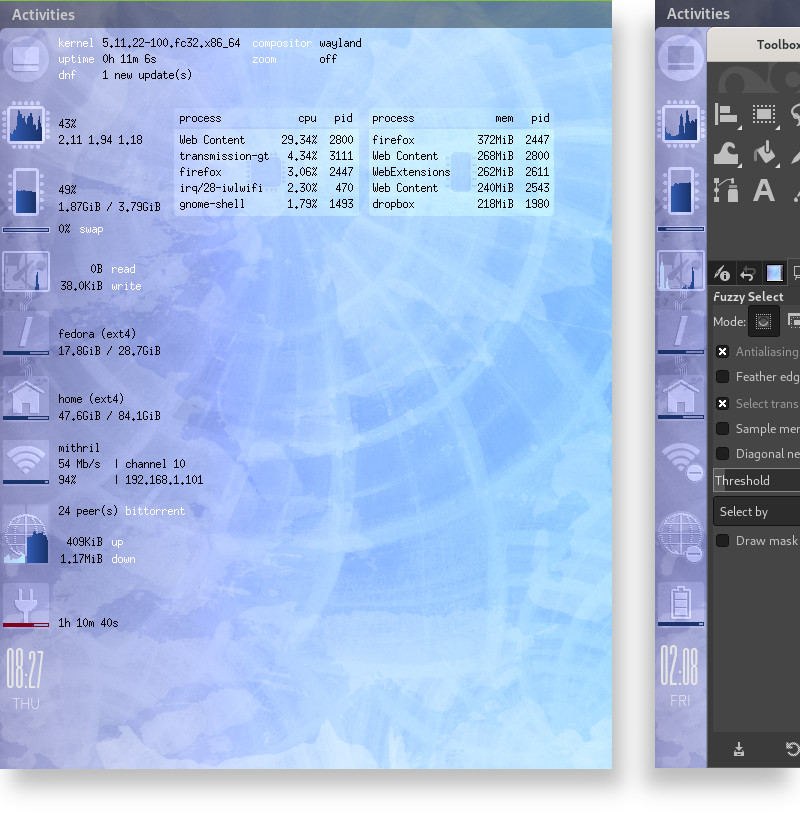 Activities
kernel 5.11.22-100.fc32.x86_64 compositor wayland
uptime 0h 11m 6s zoom off
dnf 1 new update(s)
43%
2.11 1.94 1.18
process cpu pid
Web Content 29.34% 2800
transmission-gt 4.34% 3111
firefox 3.06% 2447
irq/28-iwlwifi 2.30% 470
gnome-shell 1.79% 1493
process mem pid
firefox 372MiB 2447
Web Content 268MiB 2800
WebExtensions 262MiB 2611
Web Content 240MiB 2543
dropbox 218MiB 1980
49%
1.87GiB / 3.79GiB
0% swap
0B read
38.0KiB write
fedora (ext4)
17.8GiB / 28.7GiB
home (ext4)
47.6GiB / 84.1GiB
mithril
54 Mb/s | channel 10
94% | 192.168.1.101
24 peer(s) bittorrent
409KiB up
1.17MiB down
1h 10m 40s
08:27
THU
Activities
Toolbox
A
Fuzzy Select
Mode:
Antialiasing
Feather edg
Select trans
Sample mer
Diagonal ne
Threshold
Select by
Draw mask
02:08
FRI